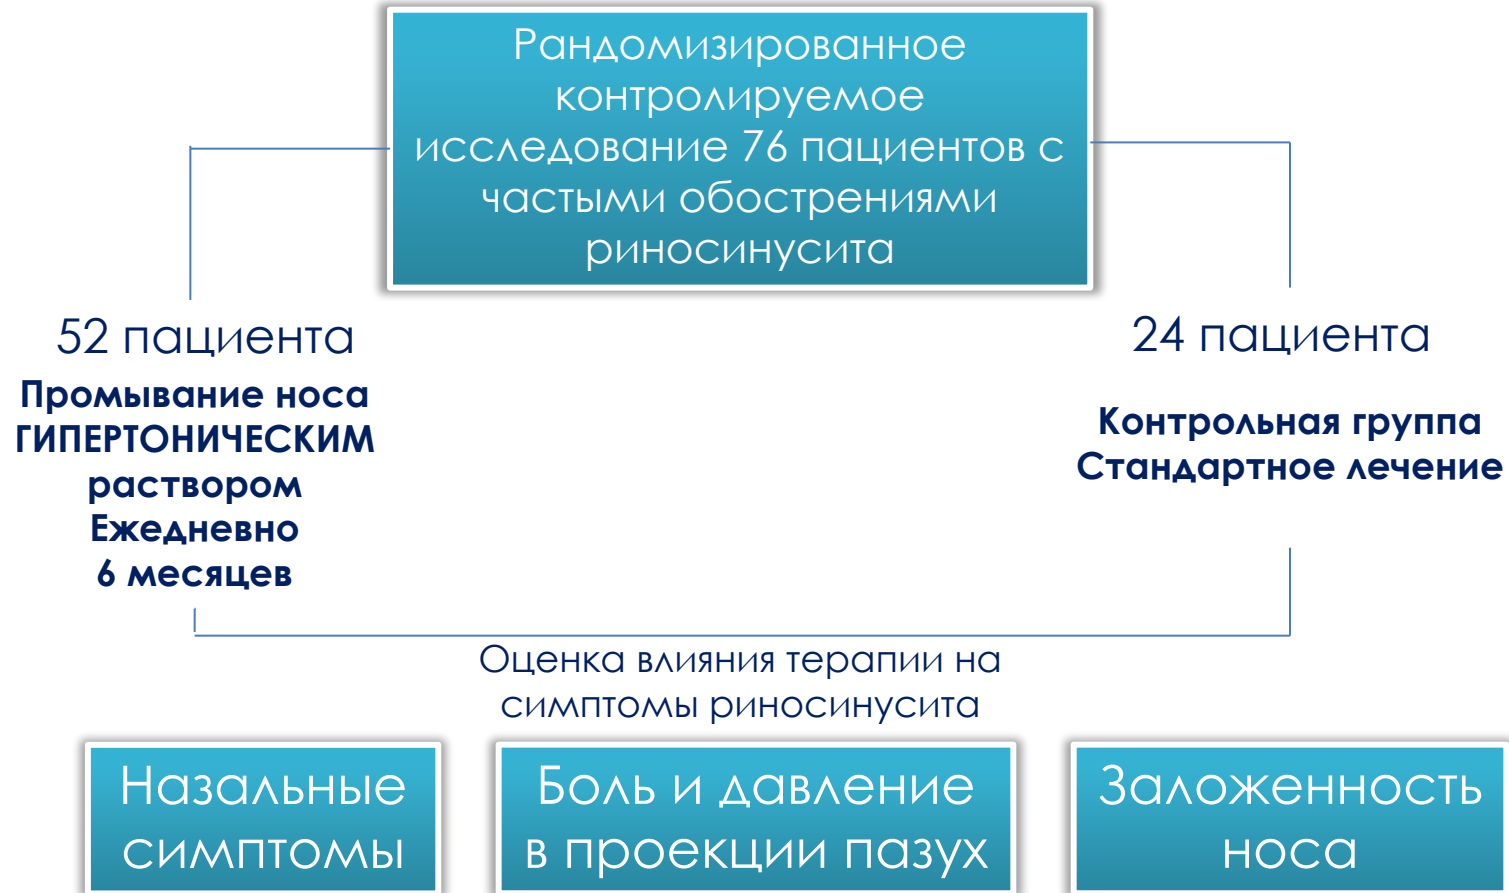 Рандомизированное
контролируемое
исследование 76 пациентов с
частыми обострениями
риносинусита
52 пациента
Промывание носа
ГИПЕРТОНИЧЕСКИМ
раствором
Ежедневно
6 месяцев
24 пациента
Контрольная группа
Стандартное лечение
Оценка влияния терапии на
симптомы риносинусита
Назальные
симптомы
Боль и давление
в проекции пазух
Заложенность
носа